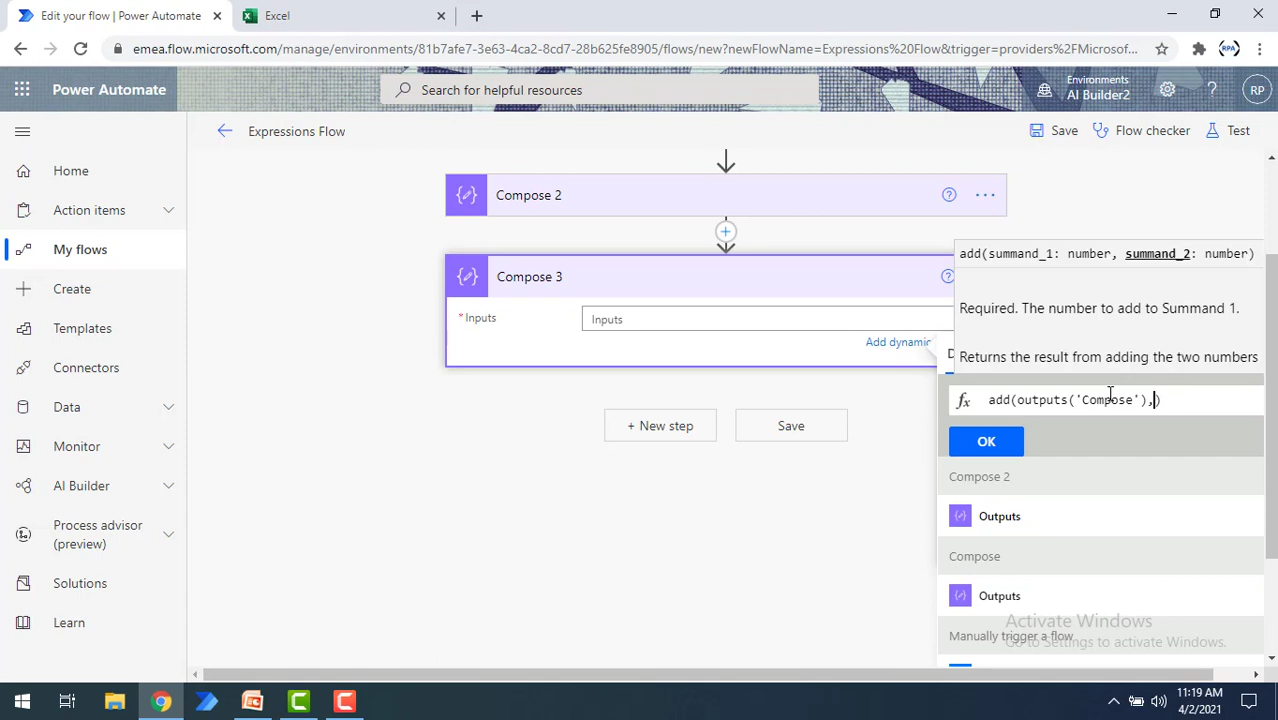 Edit your flow | Power Automate
Excel
emea.flow.microsoft.com/manage/environments/81b7afe7-3e63-4ca2-8cd7-28b625fe8905/flows/new?newFlowName=Expressions%20Flow&trigger=providers%2FMicrosof...
RPA
Power Automate
Search for helpful resources
Environments
AI Builder2
RP
Expressions Flow
Save
Flow checker
Test
Home
Action items
My flows
Create
Templates
Connectors
Data
Monitor
AI Builder
Process advisor
(preview)
Solutions
Learn
Compose 2
Compose 3
* Inputs
Inputs
Add dynamic
+ New step
Save
add(summand_1: number, summand_2: number)
Required. The number to add to Summand 1.
Returns the result from adding the two numbers
fx add(outputs('Compose'),)
OK
Compose 2
Outputs
Compose
Outputs
Manually trigger a flow
Activate Windows
Go to Settings to activate Windows.
11:19 AM
4/2/2021